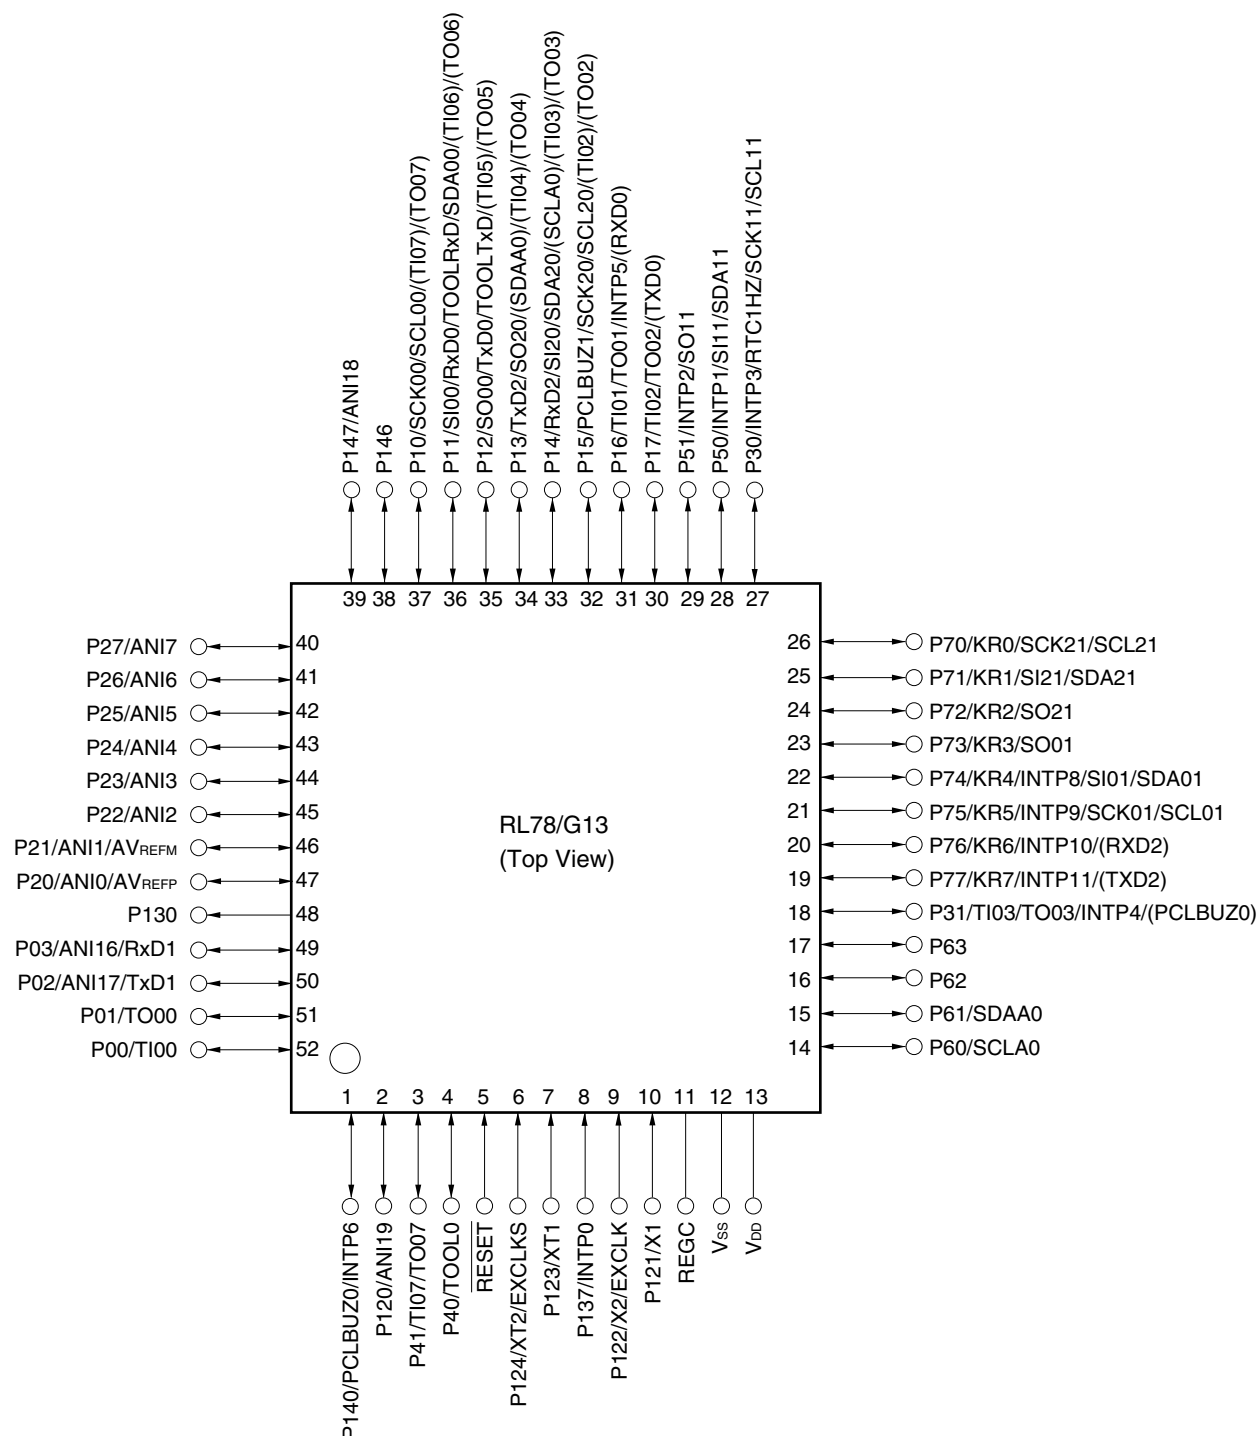 P147/ANI18
P146
P10/SCK00/SCL00/(TI07)/(TO07)
P11/SI00/RxD0/TOOLRxD/SDA00/(TI06)/(TO06)
P12/SO00/TxD0/TOOLTxD/(TI05)/(TO05)
P13/TxD2/SO20/(SDAA0)/(TI04)/(TO04)
P14/RxD2/SI20/SDA20/(SCLA0)/(TI03)/(TO03)
P15/PCLBUZ1/SCK20/SCL20/(TI02)/(TO02)
P16/TI01/TO01/INTP5/(RXD0)
P17/TI02/TO02/(TXD0)
P51/INTP2/SO11
P50/INTP1/SI11/SDA11
P30/INTP3/RTC1HZ/SCK11/SCL11
39 38 37 36 35 34 33 32 31 30 29 28 27
P27/ANI7 40
P26/ANI6 41
P25/ANI5 42
P24/ANI4 43
P23/ANI3 44
P22/ANI2 45
P21/ANI1/AVREFM 46
P20/ANI0/AVREFP 47
P130 48
P03/ANI16/RxD1 49
P02/ANI17/TxD1 50
P01/TO00 51
P00/TI00 52
RL78/G13
(Top View)
26 P70/KR0/SCK21/SCL21
25 P71/KR1/SI21/SDA21
24 P72/KR2/SO21
23 P73/KR3/SO01
22 P74/KR4/INTP8/SI01/SDA01
21 P75/KR5/INTP9/SCK01/SCL01
20 P76/KR6/INTP10/(RXD2)
19 P77/KR7/INTP11/(TXD2)
18 P31/TI03/TO03/INTP4/(PCLBUZ0)
17 P63
16 P62
15 P61/SDAA0
14 P60/SCLA0
1 2 3 4 5 6 7 8 9 10 11 12 13
P140/PCLBUZ0/INTP6
P120/ANI19
P41/TI07/TO07
P40/TOOL0
RESET
P124/XT2/EXCLKS
P123/XT1
P137/INTP0
P122/X2/EXCLK
P121/X1
REGC
VSS
VDD